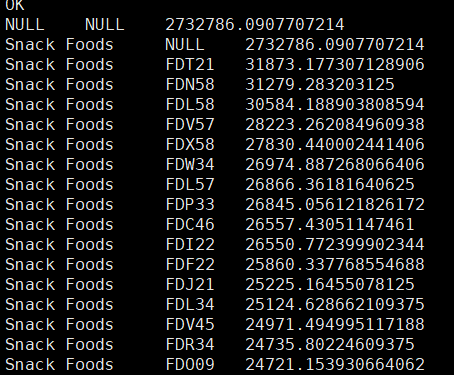 OK
NULL NULL 2732786.0907707214
Snack Foods NULL 2732786.0907707214
Snack Foods FDT21 31873.177307128906
Snack Foods FDN58 31279.283203125
Snack Foods FDL58 30584.188903808594
Snack Foods FDV57 28223.262084960938
Snack Foods FDX58 27830.440002441406
Snack Foods FDW34 26974.887268066406
Snack Foods FDL57 26866.36181640625
Snack Foods FDP33 26845.056121826172
Snack Foods FDC46 26557.43051147461
Snack Foods FDI22 26550.772399902344
Snack Foods FDF22 25860.337768554688
Snack Foods FDJ21 25225.16455078125
Snack Foods FDL34 25124.628662109375
Snack Foods FDV45 24971.494995117188
Snack Foods FDR34 24735.80224609375
Snack Foods FDO09 24721.153930664062